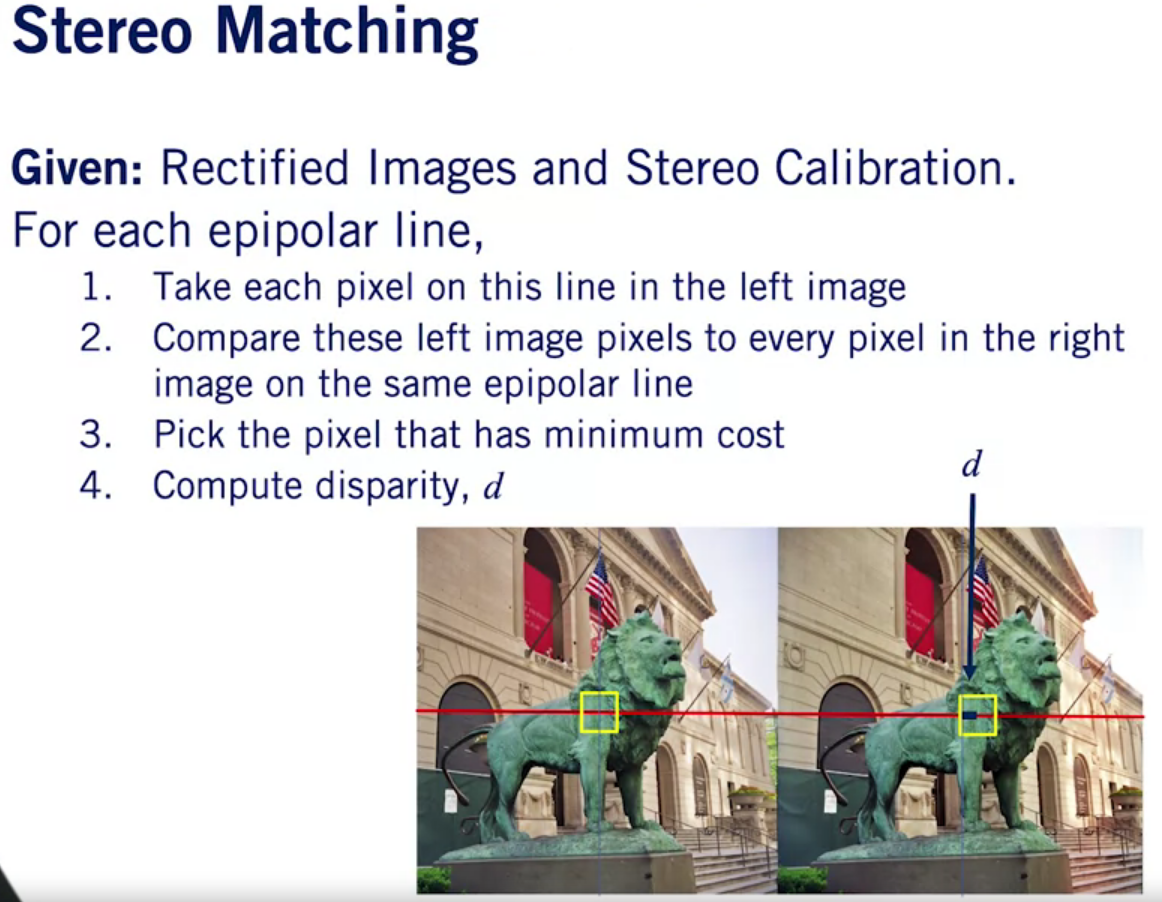 Stereo Matching
Given: Rectified Images and Stereo Calibration.
For each epipolar line,
1. Take each pixel on this line in the left image
2. Compare these left image pixels to every pixel in the right
image on the same epipolar line
3. Pick the pixel that has minimum cost
4. Compute disparity, d
d